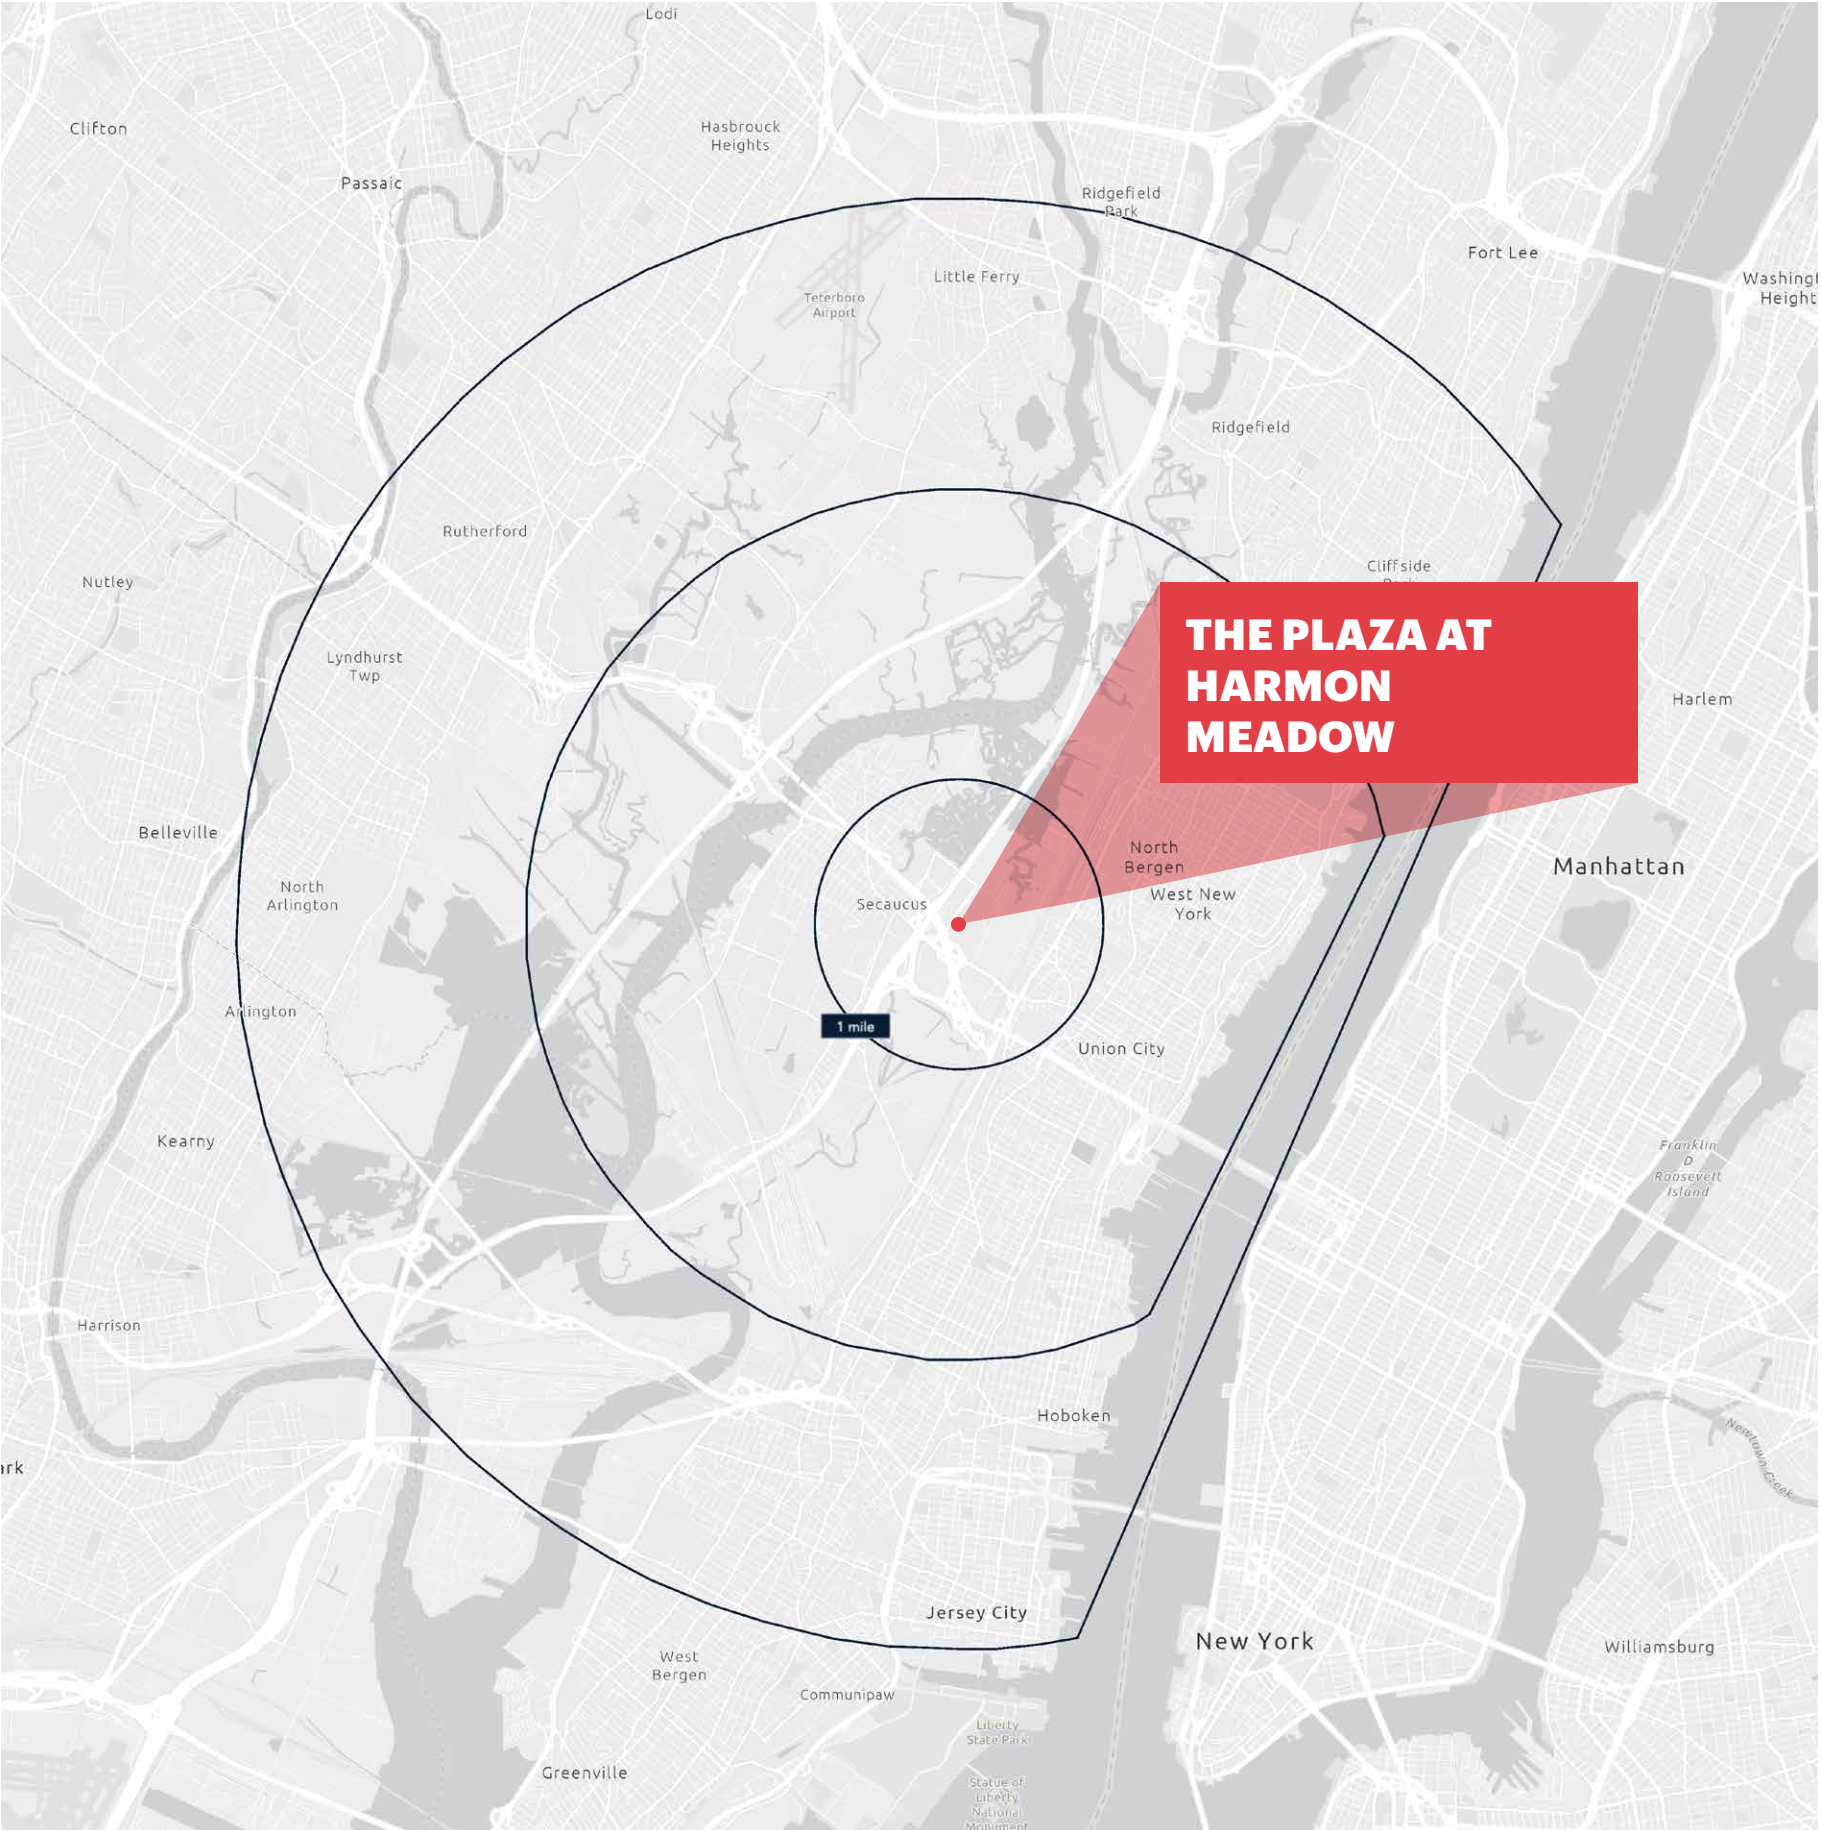 Lodi
Clifton
Hasbrouck
Heights
Passaic
Ridgefield
Park
Fort Lee
Little Ferry
Teterboro
Airport
Height
Ridgefield
Rutherford
Cliffside
Nutley
THE PLAZA AT
HARMON
MEADOW
Lyndhurst
Twp
Harlem
Belleville
North
Bergen
Manhattan
North
Arlington
West New
York
Secaucus
Arlington
1 mile
Union City
Kearny
Franklin
D
Roosevelt
Island
Harrison
Hoboken
Newtown Creek
ark
Jersey City
New York
Williamsburg
West
Bergen
Communipaw
Liberty
State Park
Greenville
Statue of
Liberty
National
Monument